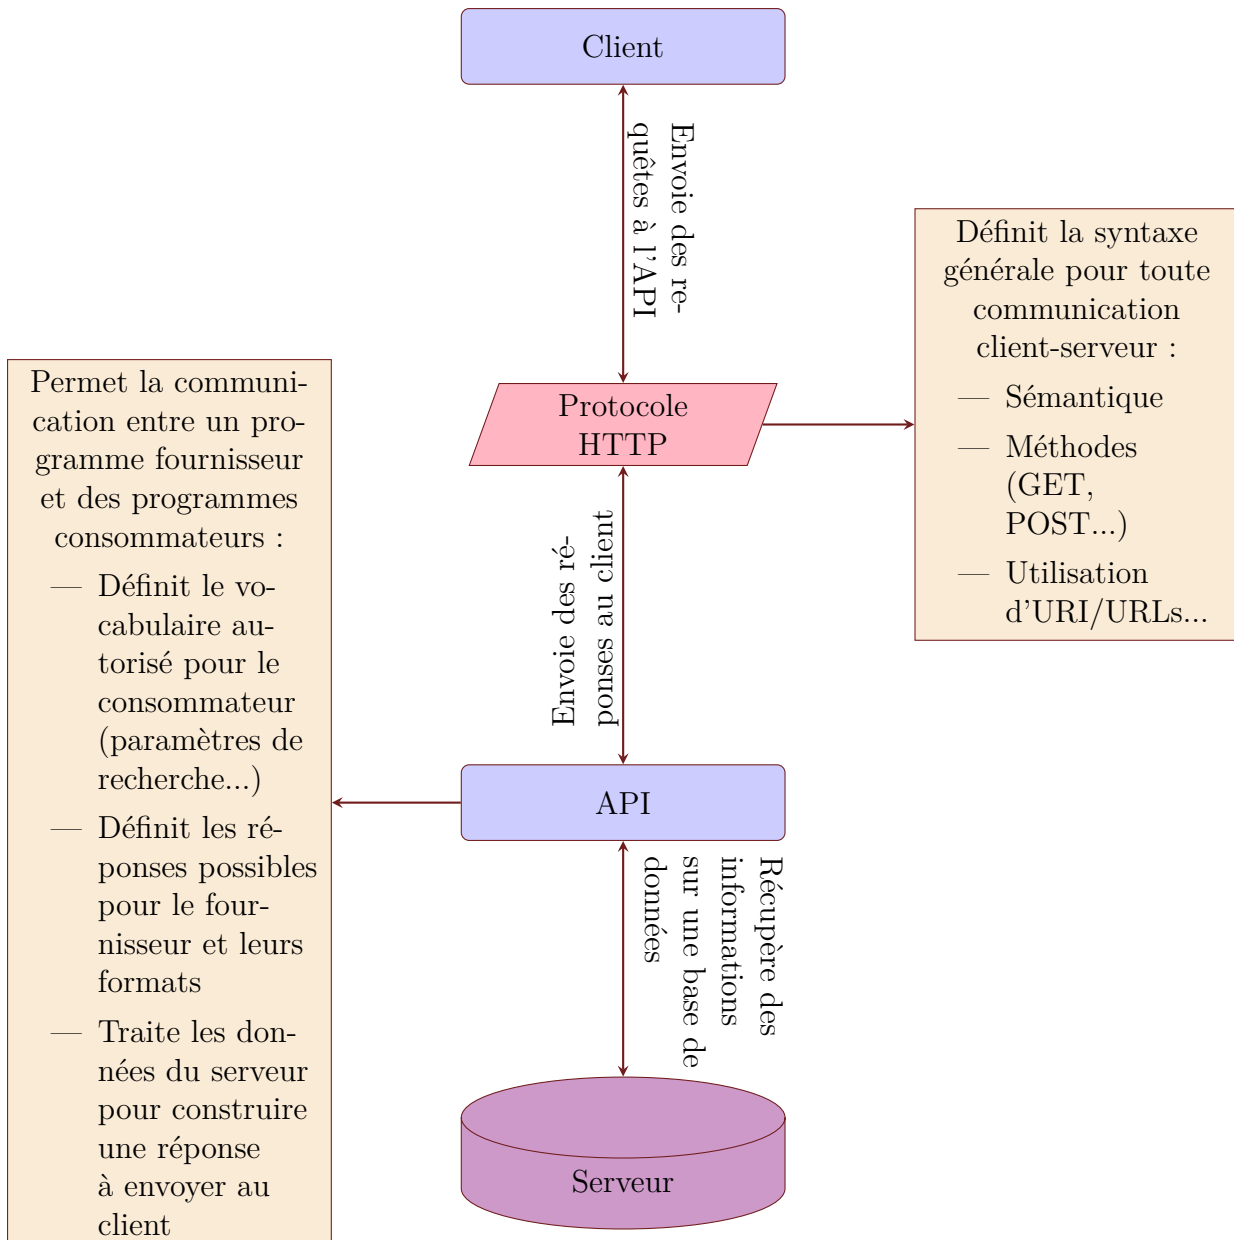 Client
Envoie des re-
quêtes à l'API
Définit la syntaxe
générale pour toute
communication
client-serveur :
— Sémantique
— Méthodes
(GET,
POST...)
— Utilisation
d'URI/URLs...
Protocole
HTTP
Envoie des ré-
ponses au client
Permet la communi-
cation entre un pro-
gramme fournisseur
et des programmes
consommateurs :
— Définit le vo-
cabulaire au-
torisé pour le
consommateur
(paramètres de
recherche...)
— Définit les ré-
ponses possibles
pour le four-
nisseur et leurs
formats
— Traite les don-
nées du serveur
pour construire
une réponse
à envoyer au
client
API
Récupère des
informations
sur une base de
données
Serveur